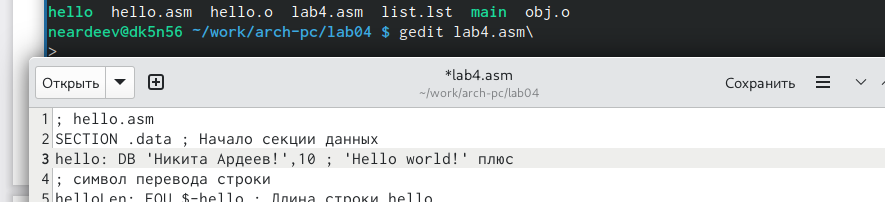 hello hello.asm hello.o lab4.asm list.lst main obj.o
neardeev@dk5n56 ~/work/arch-pc/lab04 $ gedit lab4.asm\
>
Открыть *lab4.asm Сохранить
~/work/arch-pc/lab04
1 ; hello.asm
2 SECTION .data ; Начало секции данных
3 hello: DB 'Никита Ардеев!',10 ; 'Hello world!' плюс
4 ; символ перевода строки
5 helloLen: EQU $-hello ; Длина строки hello